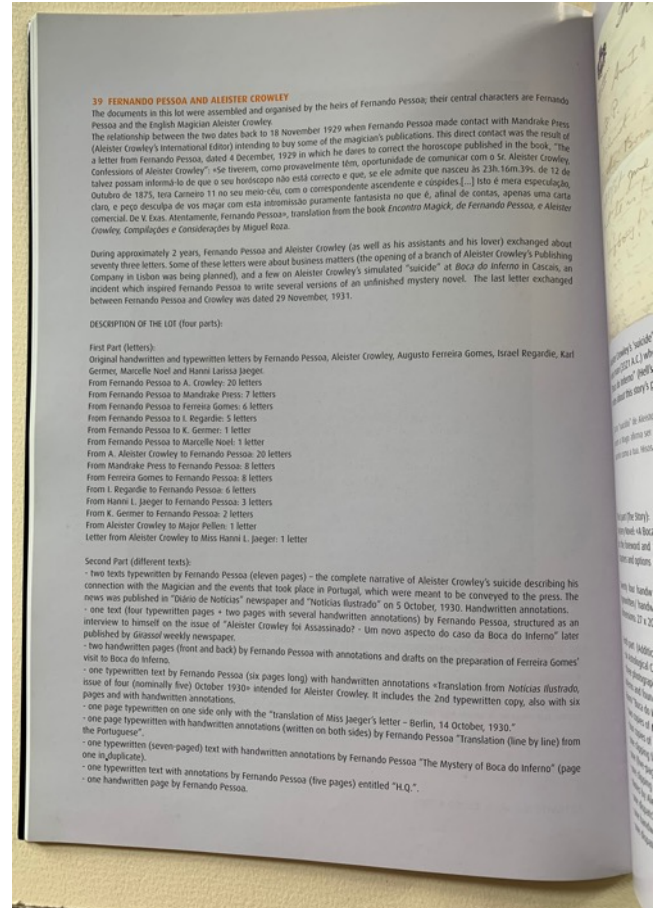 39 FERNANDO PESSOA AND ALEISTER CROWLEY
The documents in this lot were assembled and organised by the heirs of Fernando Pessoa; their central characters are Fernando
Pessoa and the English Magician Aleister Crowley.
The relationship between the two dates back to 18 November 1929 when Fernando Pessoa made contact with Mandrake Press
(Aleister Crowley's International Editor) intending to buy some of the magician's publications. This direct contact was the result of
a letter from Fernando Pessoa, dated 4 December, 1929 in which he dares to correct the horoscope published in the book, "The
Confessions of Aleister Crowley": «Se tiverem, como provavelmente têm, oportunidade de comunicar com o Sr. Aleister Crowley,
talvez possam informá-lo de que o seu horóscopo não está correcto e que, se ele admite que nasceu às 23h.16m.39s. de 12 de
Outubro de 1875, terá Carneiro 11 no seu meio-céu, com o correspondente ascendente e cúspides.[...] Isto é mera especulação,
claro, e peço desculpa de vos maçar com esta intromissão puramente fantasista no que é, afinal de contas, apenas uma carta
comercial. De V. Exas. Atentamente, Fernando Pessoa», translation from the book Encontro Magick, de Fernando Pessoa, e Aleister
Crowley, Compilações e Considerações by Miguel Roza.
During approximately 2 years, Fernando Pessoa and Aleister Crowley (as well as his assistants and his lover) exchanged about
seventy three letters. Some of these letters were about business matters (the opening of a branch of Aleister Crowley's Publishing
Company in Lisbon was being planned), and a few on Aleister Crowley's simulated "suicide" at Boca do Inferno in Cascais, an
incident which inspired Fernando Pessoa to write several versions of an unfinished mystery novel. The last letter exchanged
between Fernando Pessoa and Crowley was dated 29 November, 1931.
DESCRIPTION OF THE LOT (four parts):
First Part (letters):
Original handwritten and typewritten letters by Fernando Pessoa, Aleister Crowley, Augusto Ferreira Gomes, Israel Regardie, Karl
Germer, Marcelle Noel and Hanni Larissa Jaeger.
From Fernando Pessoa to A. Crowley: 20 letters
From Fernando Pessoa to Mandrake Press: 7 letters
From Fernando Pessoa to Ferreira Gomes: 6 letters
From Fernando Pessoa to I. Regardie: 5 letters
From Fernando Pessoa to K. Germer: 1 letter
From Fernando Pessoa to Marcelle Noel: 1 letter
From A. Aleister Crowley to Fernando Pessoa: 20 letters
From Mandrake Press to Fernando Pessoa: 8 letters
From Ferreira Gomes to Fernando Pessoa: 8 letters
From I. Regardie to Fernando Pessoa: 6 letters
From Hanni L. Jaeger to Fernando Pessoa: 3 letters
From K. Germer to Fernando Pessoa: 2 letters
From Aleister Crowley to Major Pellen: 1 letter
Letter from Aleister Crowley to Miss Hanni L. Jaeger: 1 letter
Second Part (different texts):
- two texts typewritten by Fernando Pessoa (eleven pages) – the complete narrative of Aleister Crowley's suicide describing his
connection with the Magician and the events that took place in Portugal, which were meant to be conveyed to the press. The
news was published in "Diário de Notícias" newspaper and "Notícias Ilustrado" on 5 October, 1930. Handwritten annotations.
- one text (four typewritten pages + two pages with several handwritten annotations) by Fernando Pessoa, structured as an
interview to himself on the issue of "Aleister Crowley foi Assassinado? - Um novo aspecto do caso da Boca do Inferno" later
published by Girassol weekly newspaper.
- two handwritten pages (front and back) by Fernando Pessoa with annotations and drafts on the preparation of Ferreira Gomes'
visit to Boca do Inferno.
- one typewritten text by Fernando Pessoa (six pages long) with handwritten annotations «Translation from Notícias Ilustrado,
issue of four (nominally five) October 1930» intended for Aleister Crowley. It includes the 2nd typewritten copy, also with six
pages and with handwritten annotations.
- one page typewritten on one side only with the "translation of Miss Jaeger's letter – Berlin, 14 October, 1930."
- one page typewritten with handwritten annotations (written on both sides) by Fernando Pessoa "Translation (line by line) from
the Portuguese".
- one typewritten (seven-paged) text with handwritten annotations by Fernando Pessoa "The Mystery of Boca do Inferno" (page
one in duplicate).
- one typewritten text with annotations by Fernando Pessoa (five pages) entitled "H.Q.".
- one handwritten page by Fernando Pessoa.